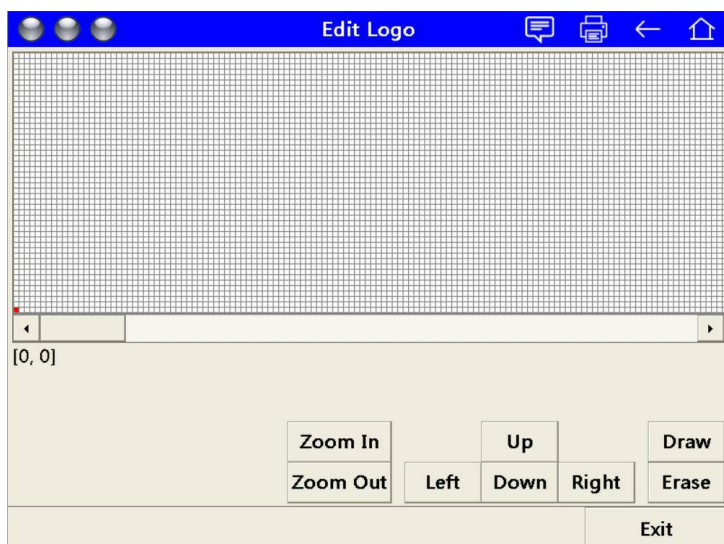 Edit Logo
[0, 0]
Zoom In Up Draw
Zoom Out Left Down Right Erase
Exit